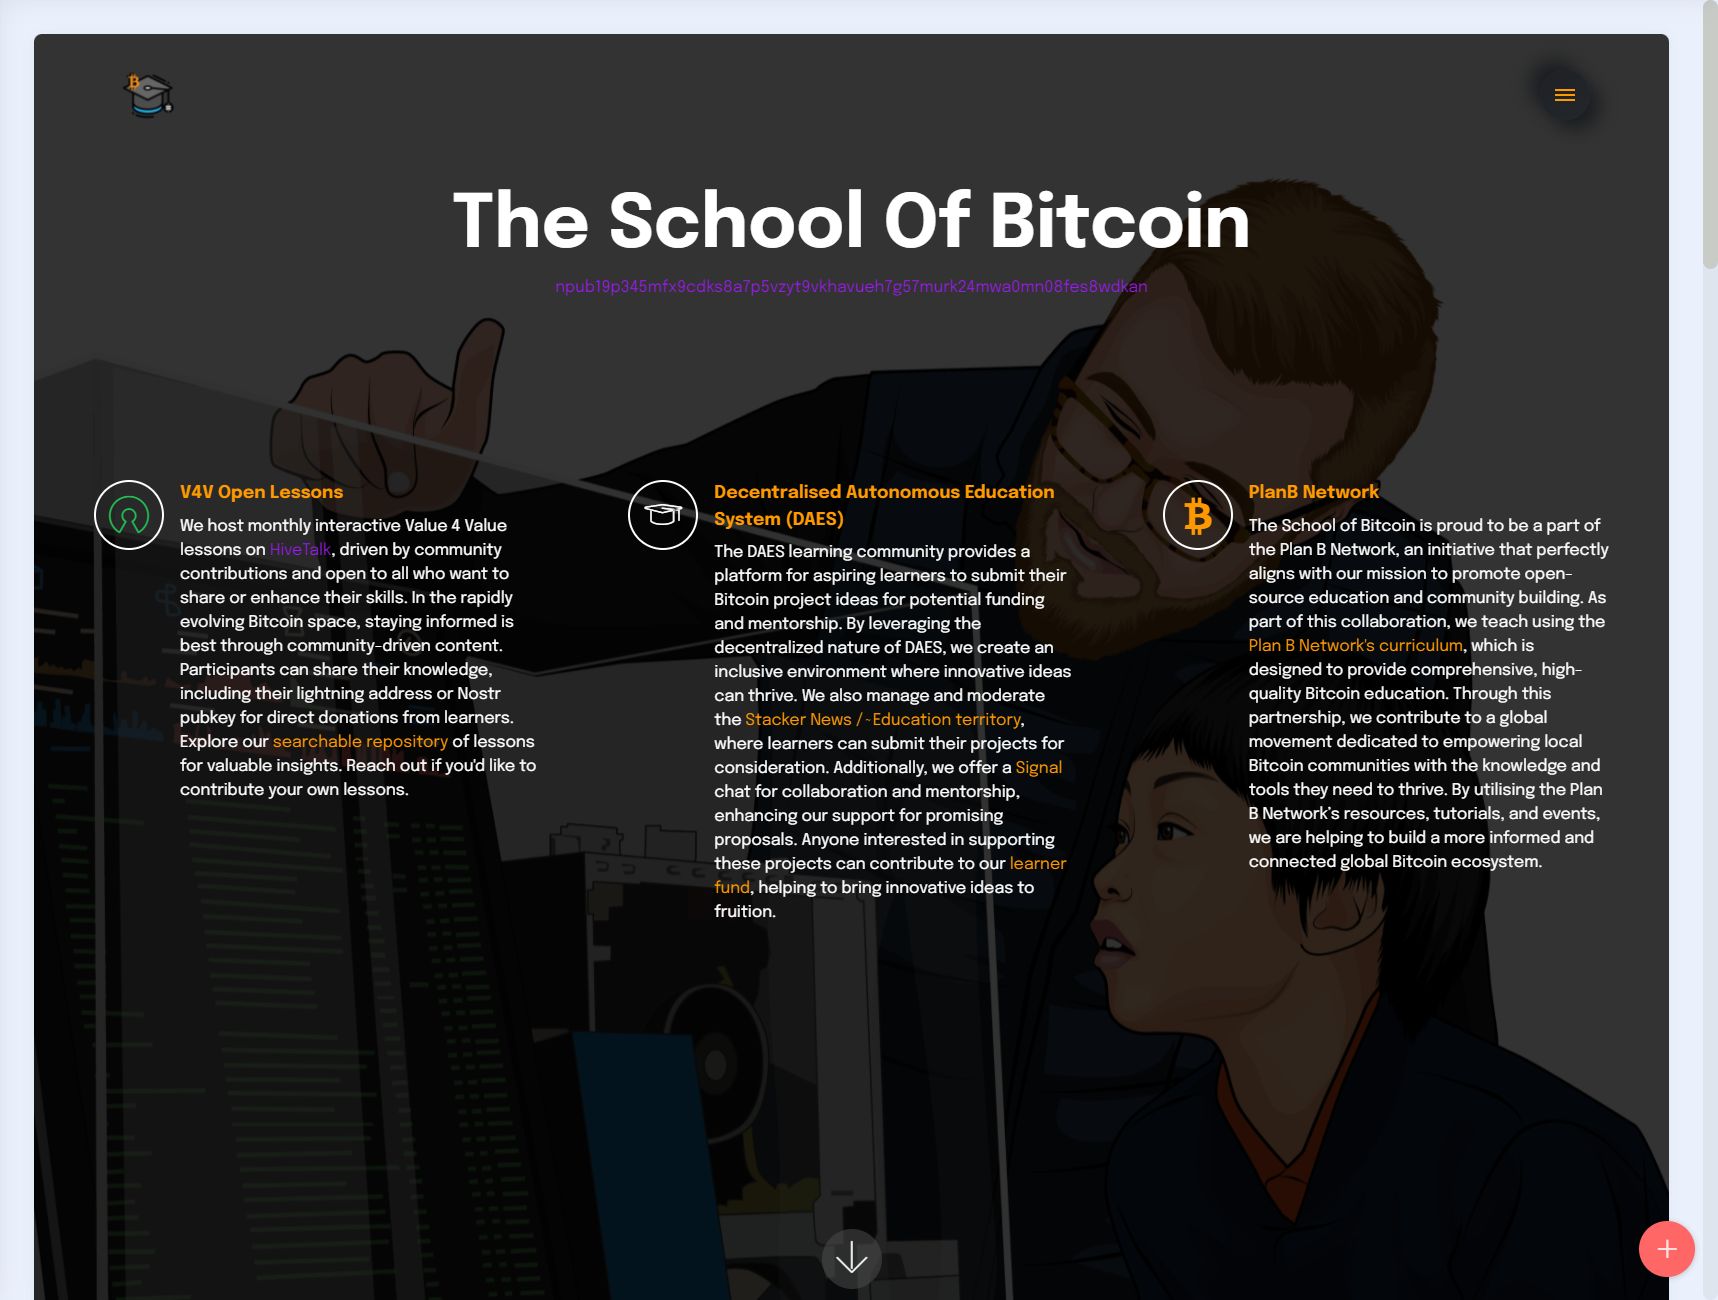 The School Of Bitcoin
npub19p345mfx9cdks8a7p5vzyt9vkhavueh7g57murk24mwa0mn08fes8wdkan
V4V Open Lessons
We host monthly interactive Value 4 Value
lessons on HiveTalk, driven by community
contributions and open to all who want to
share or enhance their skills. In the rapidly
evolving Bitcoin space, staying informed is
best through community-driven content.
Participants can share their knowledge,
including their lightning address or Nostr
pubkey for direct donations from learners.
Explore our searchable repository of lessons
for valuable insights. Reach out if you'd like to
contribute your own lessons.
Decentralised Autonomous Education
System (DAES)
The DAES learning community provides a
platform for aspiring learners to submit their
Bitcoin project ideas for potential funding
and mentorship. By leveraging the
decentralized nature of DAES, we create an
inclusive environment where innovative ideas
can thrive. We also manage and moderate
the Stacker News /~Education territory,
where learners can submit their projects for
consideration. Additionally, we offer a Signal
chat for collaboration and mentorship,
enhancing our support for promising
proposals. Anyone interested in supporting
these projects can contribute to our learner
fund, helping to bring innovative ideas to
fruition.
PlanB Network
The School of Bitcoin is proud to be a part of
the Plan B Network, an initiative that perfectly
aligns with our mission to promote open-
source education and community building. As
part of this collaboration, we teach using the
Plan B Network's curriculum, which is
designed to provide comprehensive, high-
quality Bitcoin education. Through this
partnership, we contribute to a global
movement dedicated to empowering local
Bitcoin communities with the knowledge and
tools they need to thrive. By utilising the Plan
B Network’s resources, tutorials, and events,
we are helping to build a more informed and
connected global Bitcoin ecosystem.